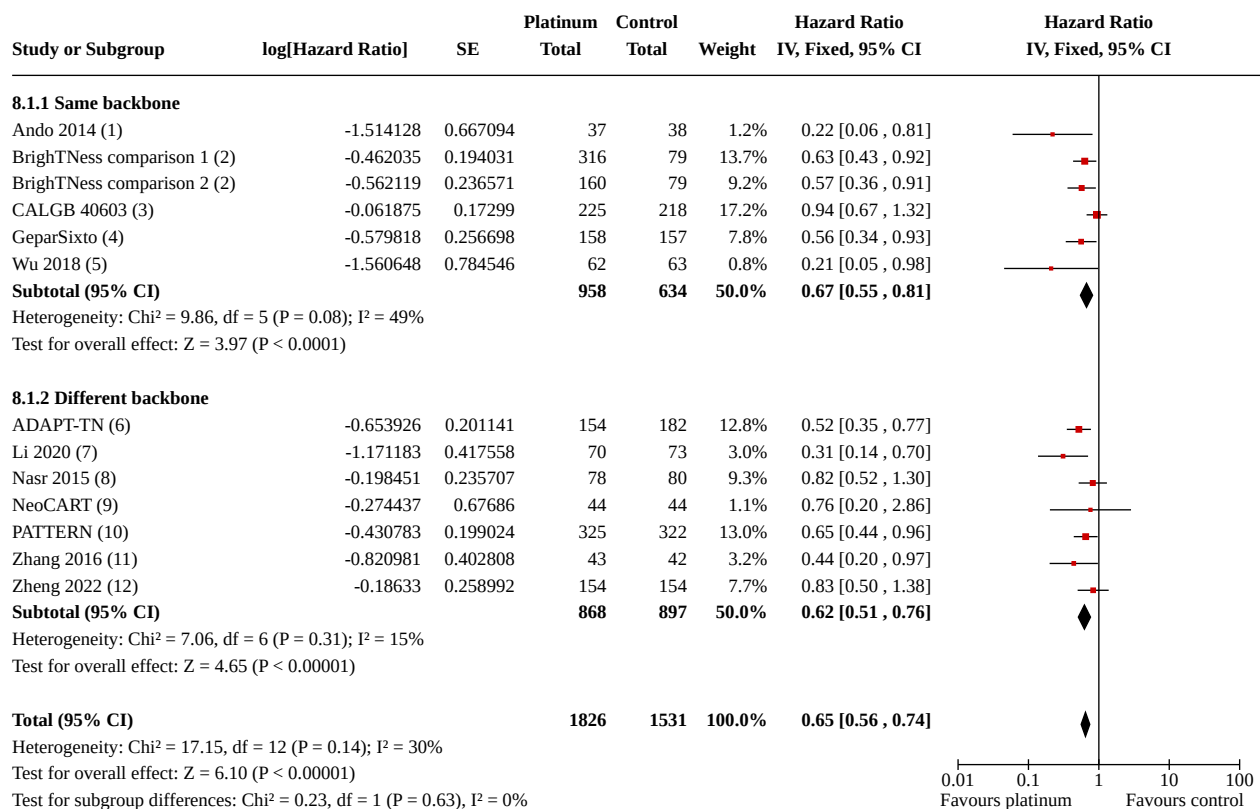 Platinum Control Hazard Ratio Hazard Ratio
Study or Subgroup log[Hazard Ratio] SE Total Total Weight IV, Fixed, 95% CI IV, Fixed, 95% CI
8.1.1 Same backbone
Ando 2014 (1) -1.514128 0.667094 37 38 1.2% 0.22 [0.06 , 0.81]
BrighTNess comparison 1 (2) -0.462035 0.194031 316 79 13.7% 0.63 [0.43 , 0.92]
BrighTNess comparison 2 (2) -0.562119 0.236571 160 79 9.2% 0.57 [0.36 , 0.91]
CALGB 40603 (3) -0.061875 0.17299 225 218 17.2% 0.94 [0.67 , 1.32]
GeparSixto (4) -0.579818 0.256698 158 157 7.8% 0.56 [0.34 , 0.93]
Wu 2018 (5) -1.560648 0.784546 62 63 0.8% 0.21 [0.05 , 0.98]
Subtotal (95% CI) 958 634 50.0% 0.67 [0.55 , 0.81]
Heterogeneity: Chi² = 9.86, df = 5 (P = 0.08); I² = 49%
Test for overall effect: Z = 3.97 (P < 0.0001)
8.1.2 Different backbone
ADAPT-TN (6) -0.653926 0.201141 154 182 12.8% 0.52 [0.35 , 0.77]
Li 2020 (7) -1.171183 0.417558 70 73 3.0% 0.31 [0.14 , 0.70]
Nasr 2015 (8) -0.198451 0.235707 78 80 9.3% 0.82 [0.52 , 1.30]
NeoCART (9) -0.274437 0.67686 44 44 1.1% 0.76 [0.20 , 2.86]
PATTERN (10) -0.430783 0.199024 325 322 13.0% 0.65 [0.44 , 0.96]
Zhang 2016 (11) -0.820981 0.402808 43 42 3.2% 0.44 [0.20 , 0.97]
Zheng 2022 (12) -0.18633 0.258992 154 154 7.7% 0.83 [0.50 , 1.38]
Subtotal (95% CI) 868 897 50.0% 0.62 [0.51 , 0.76]
Heterogeneity: Chi² = 7.06, df = 6 (P = 0.31); I² = 15%
Test for overall effect: Z = 4.65 (P < 0.00001)
Total (95% CI) 1826 1531 100.0% 0.65 [0.56 , 0.74]
Heterogeneity: Chi² = 17.15, df = 12 (P = 0.14); I² = 30%
Test for overall effect: Z = 6.10 (P < 0.00001)
Test for subgroup differences: Chi² = 0.23, df = 1 (P = 0.63), I² = 0%
0.01 0.1 1 10 100
Favours platinum Favours control